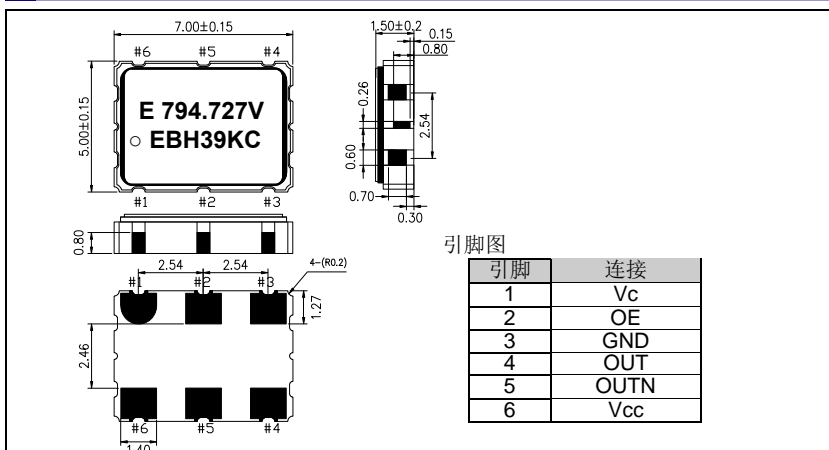 7.00±0.15
#6 #5 #4
5.00±0.15
E 794.727V
EBH39KC
#1 #2 #3
1.50±0.2
0.15
0.80
0.26
2.54
0.60
0.70
0.30
0.80
2.54 2.54
4-(R0.2)
#1 #2 #3
1.27
2.46
#6 #5 #4
1.40
引脚图
引脚 连接
1 Vc
2 OE
3 GND
4 OUT
5 OUTN
6 Vcc